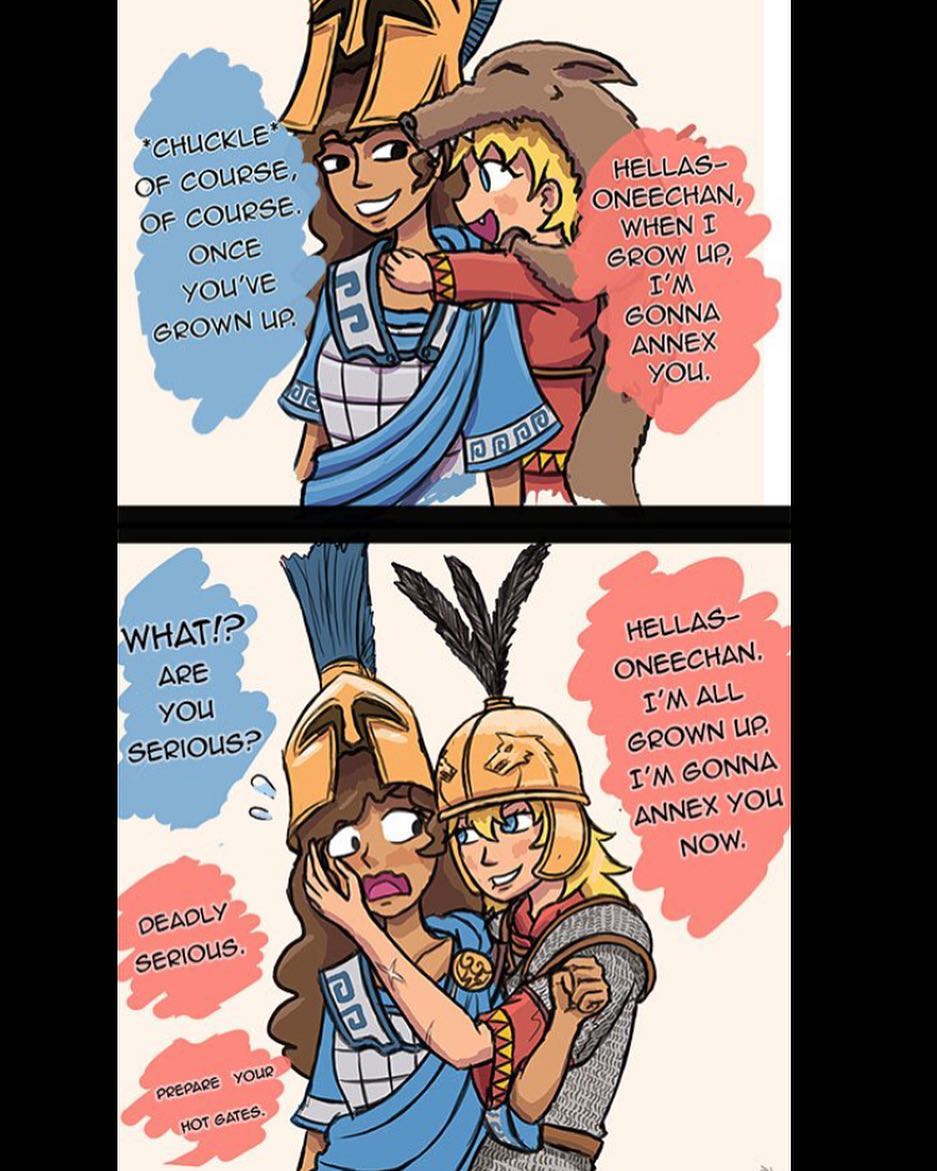 *CHUCKLE*
OF COURSE,
OF COURSE.
ONCE
YOU'VE
GROWN UP.
HELLAS-
ONEECHAN,
WHEN I
GROW UP,
I'M
GONNA
ANNEX
YOU.
WHAT!?
ARE
YOU
SERIOUS?
HELLAS-
ONEECHAN.
I'M ALL
GROWN UP.
I'M GONNA
ANNEX YOU
NOW.
DEADLY
SERIOUS.
PREPARE YOUR
HOT GATES.